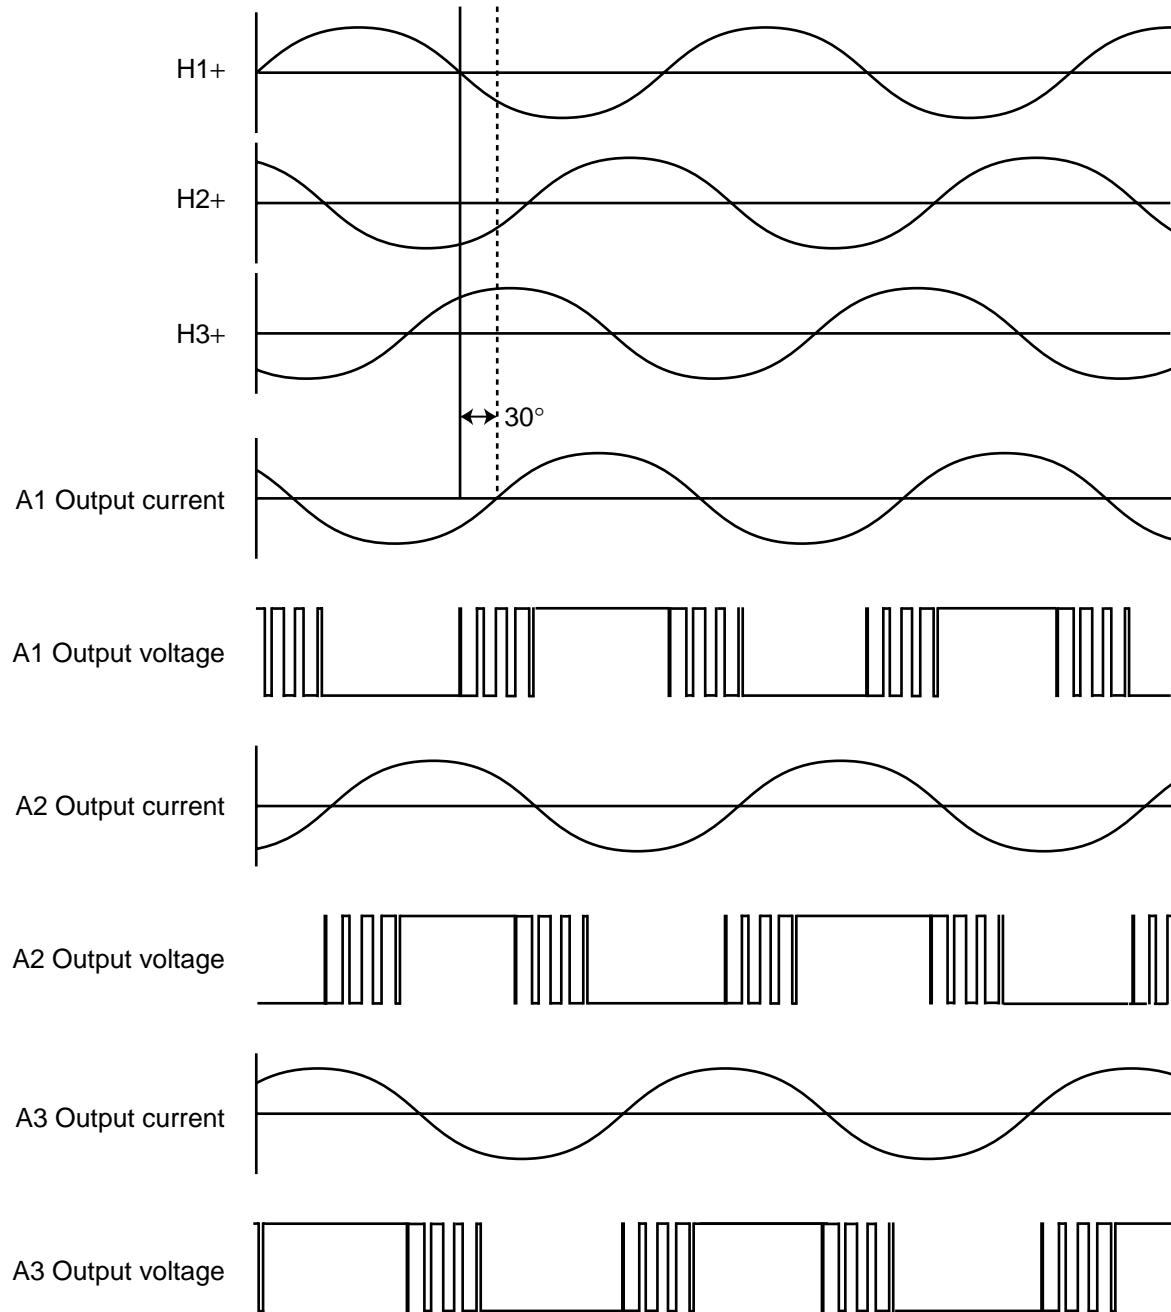 H1+
H2+
H3+
30°
A1 Output current
A1 Output voltage
A2 Output current
A2 Output voltage
A3 Output current
A3 Output voltage